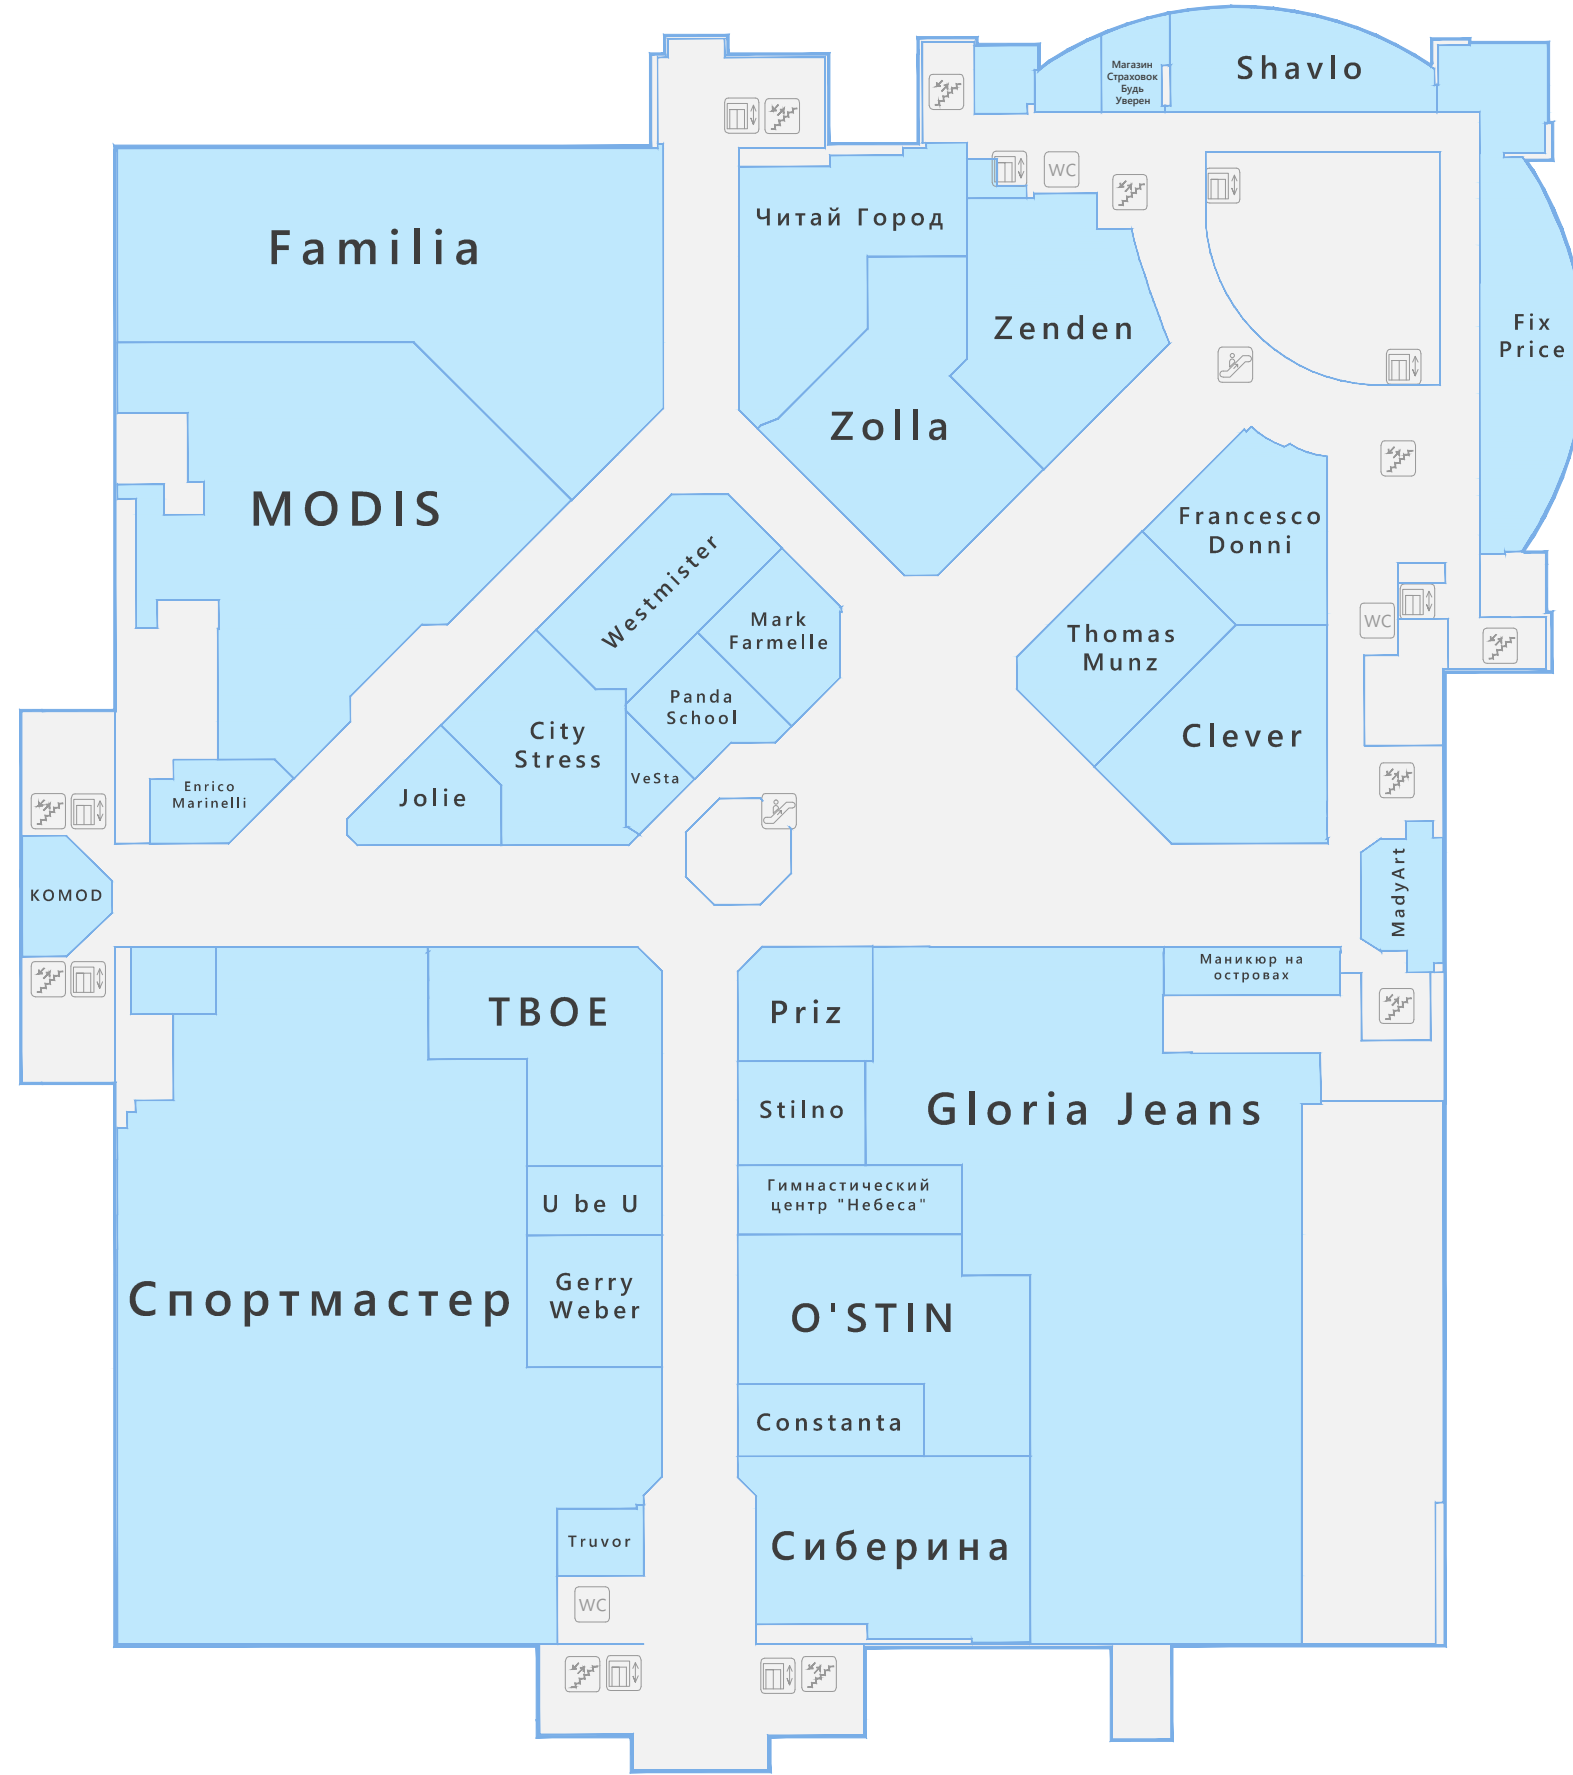 Магазин
Страховок
Будь
Уверен
Shavlo
WC
Читай Город
Familia
Zenden
Fix
Price
Zolla
MODIS
Francesco
Donni
Westmister
Mark
Farmelle
Thomas
Munz
WC
Panda
School
City
Stress
Clever
VeSta
Enrico
Marinelli
Jolie
KOMOD
MadyArt
Маникюр на
островах
ТВОЕ
Priz
Stilno
Gloria Jeans
Гимнастический
центр "Небеса"
U be U
Gerry
Weber
Спортмастер
O'STIN
Constanta
Truvor
Сиберина
WC